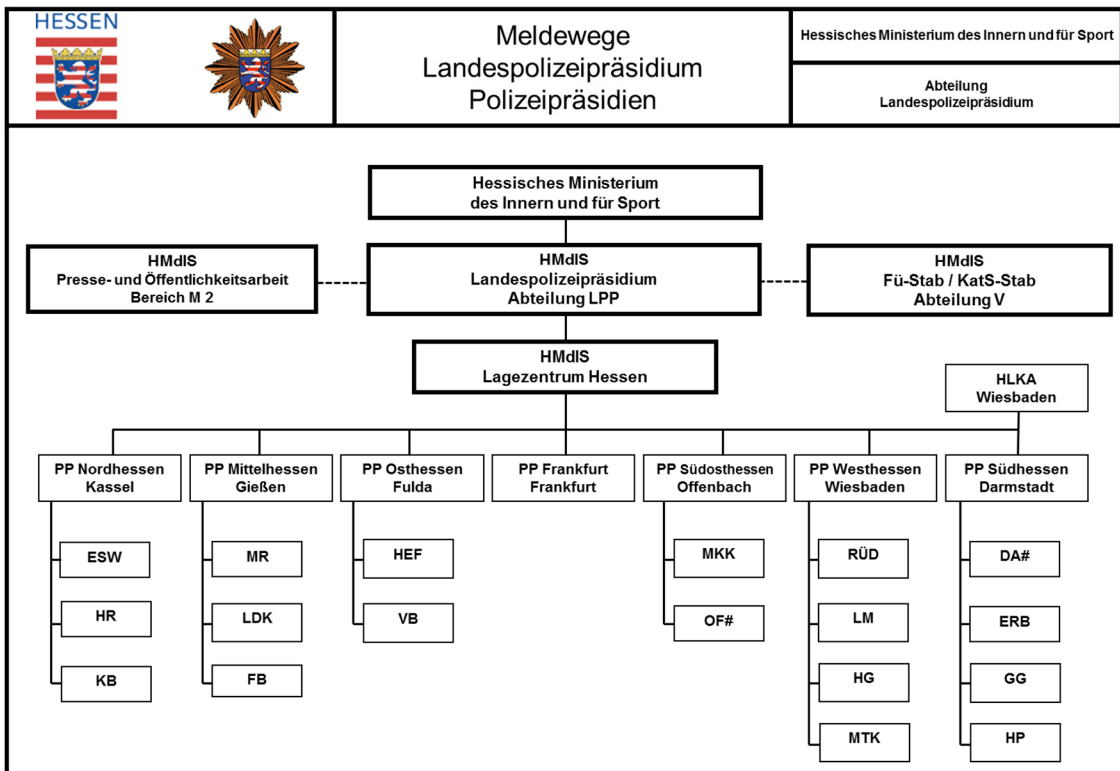 HESSEN
Meldewege
Landespolizeipräsidium
Polizeipräsidien
Hessisches Ministerium des Innern und für Sport
Abteilung
Landespolizeipräsidium
Hessisches Ministerium
des Innern und für Sport
HMdIS
Presse- und Öffentlichkeitsarbeit
Bereich M 2
HMdIS
Landespolizeipräsidium
Abteilung LPP
HMdIS
Fü-Stab / KatS-Stab
Abteilung V
HMdIS
Lagezentrum Hessen
HLKA
Wiesbaden
PP Nordhessen
Kassel
PP Mittelhessen
Gießen
PP Osthessen
Fulda
PP Frankfurt
Frankfurt
PP Südosthessen
Offenbach
PP Westhessen
Wiesbaden
PP Südhessen
Darmstadt
ESW
HR
KB
MR
LDK
FB
HEF
VB
MKK
OF#
RÜD
LM
HG
MTK
DA#
ERB
GG
HP